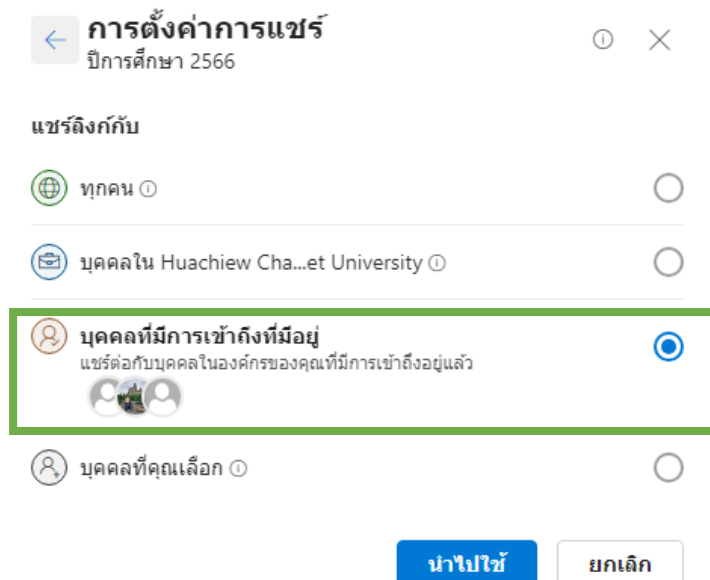 การตั้งค่าการแชร์
ปีการศึกษา 2566
แชร์ลิงก์กับ
ทุกคน
บุคคลใน Huachiew Cha...et University
บุคคลที่มีการเข้าถึงที่มีอยู่
แชร์ต่อกับบุคคลในองค์กรของคุณที่มีการเข้าถึงอยู่แล้ว
บุคคลที่คุณเลือก
นำไปใช้ ยกเลิก